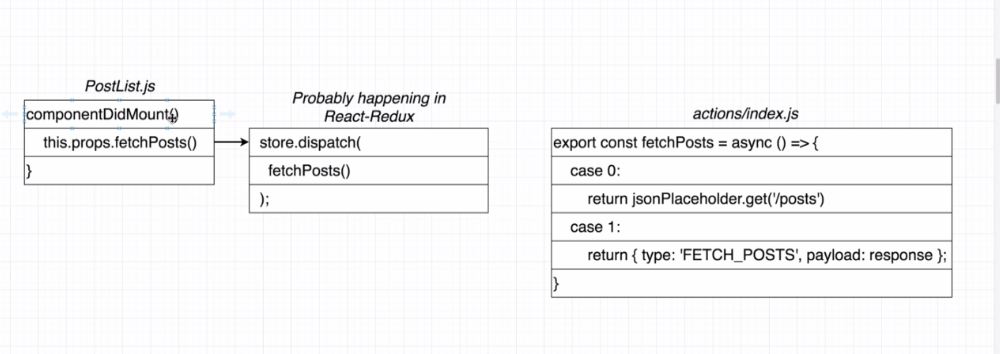 PostList.js
componentDidMount()
this.props.fetchPosts()
}
Probably happening in
React-Redux
store.dispatch(
fetchPosts()
);
actions/index.js
export const fetchPosts = async () => {
case 0:
return jsonPlaceholder.get('/posts')
case 1:
return { type: 'FETCH_POSTS', payload: response };
}